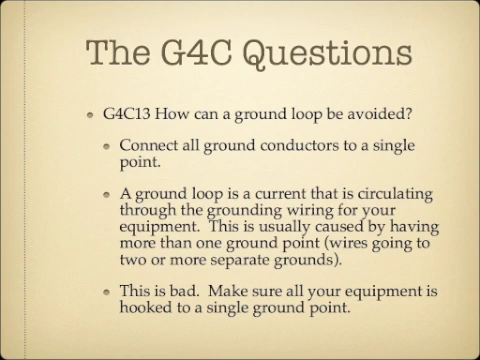 The G4C Questions
G4C13 How can a ground loop be avoided?
Connect all ground conductors to a single
point.
A ground loop is a current that is circulating
through the grounding wiring for your
equipment.  This is usually caused by having
more than one ground point (wires going to
two or more separate grounds).
This is bad.  Make sure all your equipment is
hooked to a single ground point.